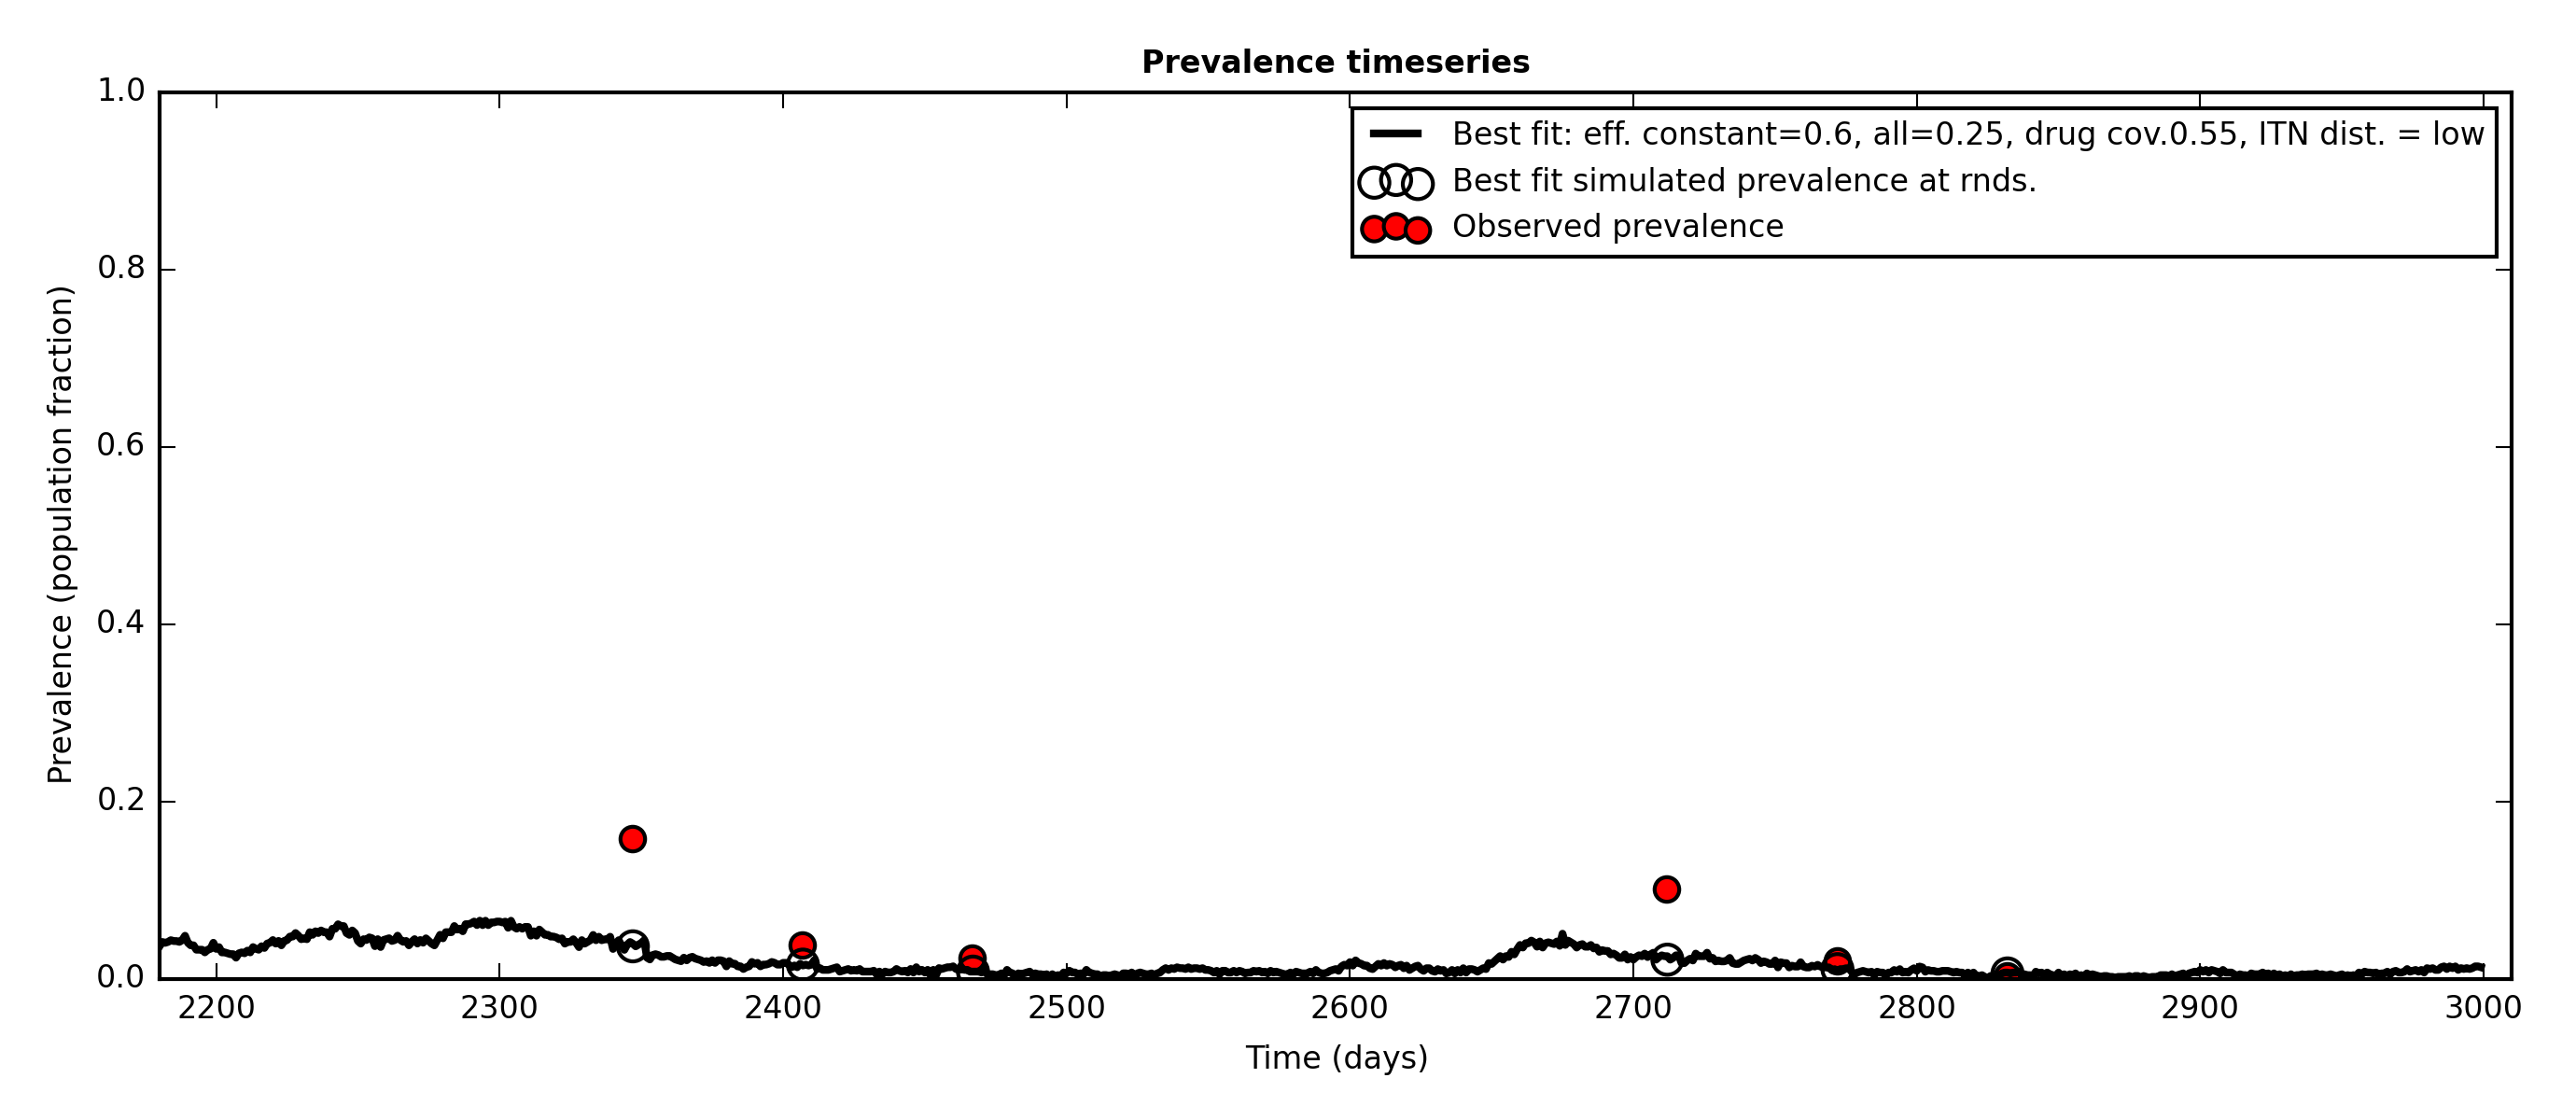 Prevalence timeseries
1.0
0.8
0.6
0.4
0.2
0.0
Prevalence (population fraction)
Best fit: eff. constant=0.6, all=0.25, drug cov.0.55, ITN dist. = low
Best fit simulated prevalence at rnds.
Observed prevalence
2200 2300 2400 2500 2600 2700 2800 2900 3000
Time (days)